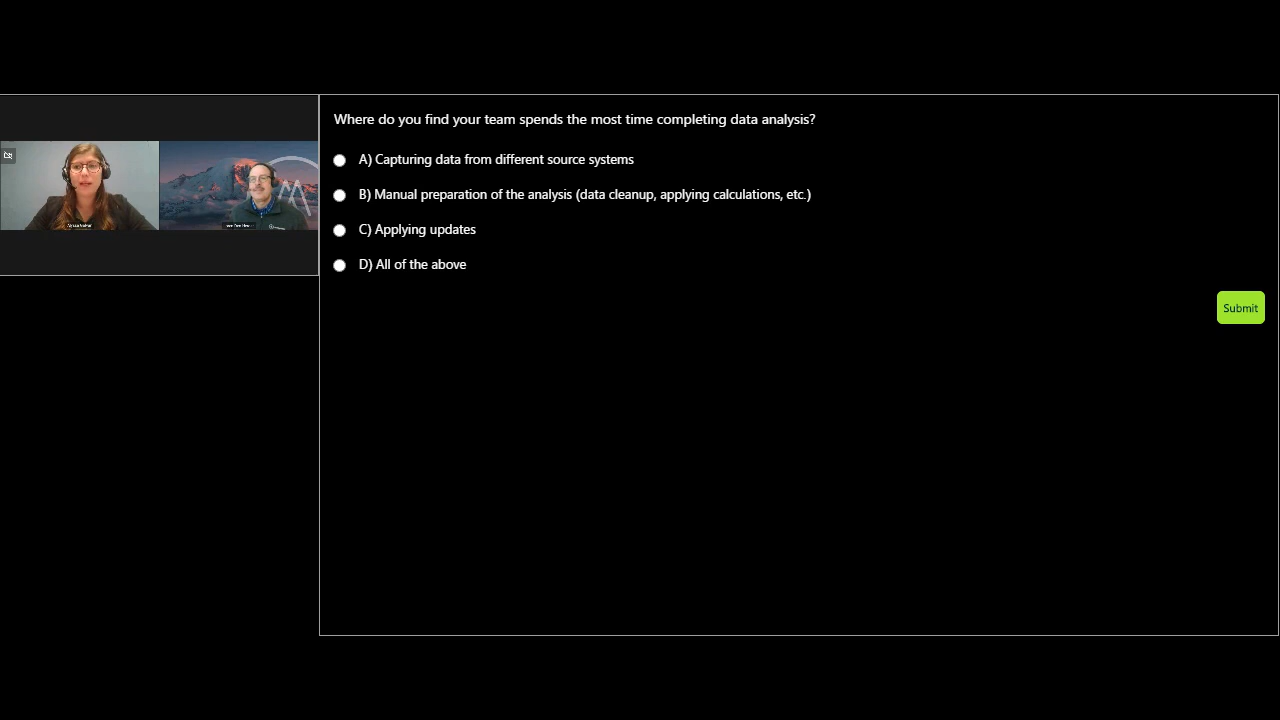 Where do you find your team spends the most time completing data analysis?
A) Capturing data from different source systems
B) Manual preparation of the analysis (data cleanup, applying calculations, etc.)
C) Applying updates
D) All of the above
Submit